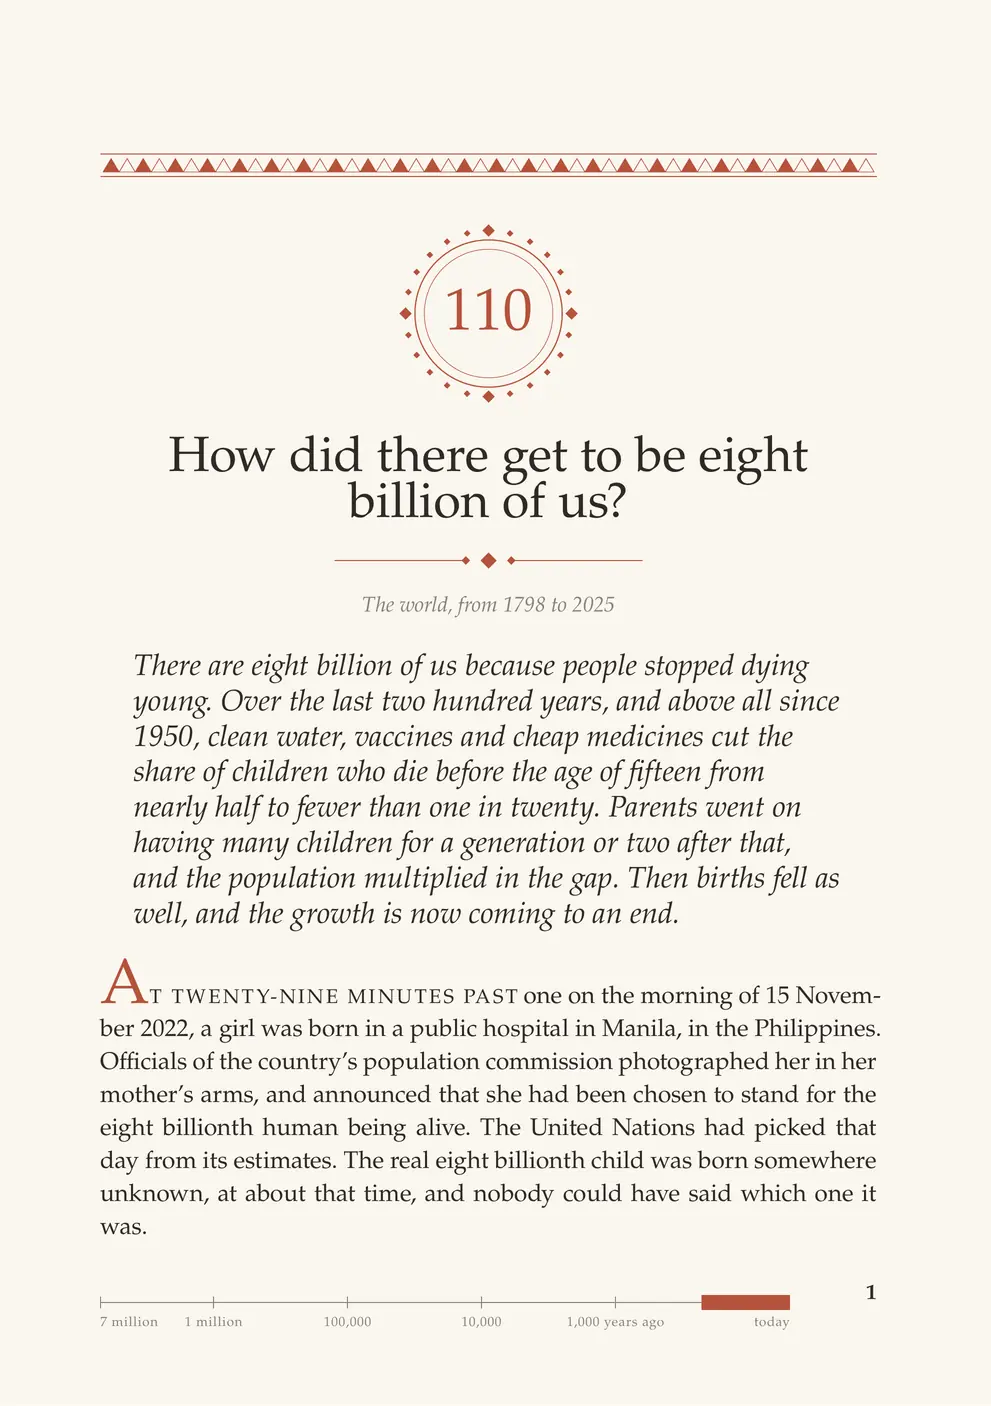 110
How did there get to be eight
billion of us?
The world, from 1798 to 2025
There are eight billion of us because people stopped dying
young. Over the last two hundred years, and above all since
1950, clean water, vaccines and cheap medicines cut the
share of children who die before the age of fifteen from
nearly half to fewer than one in twenty. Parents went on
having many children for a generation or two after that,
and the population multiplied in the gap. Then births fell as
well, and the growth is now coming to an end.
AT TWENTY-NINE MINUTES PAST one on the morning of 15 Novem-
ber 2022, a girl was born in a public hospital in Manila, in the Philippines.
Officials of the country’s population commission photographed her in her
mother’s arms, and announced that she had been chosen to stand for the
eight billionth human being alive. The United Nations had picked that
day from its estimates. The real eight billionth child was born somewhere
unknown, at about that time, and nobody could have said which one it
was.
1
7 million 1 million 100,000 10,000 1,000 years ago today